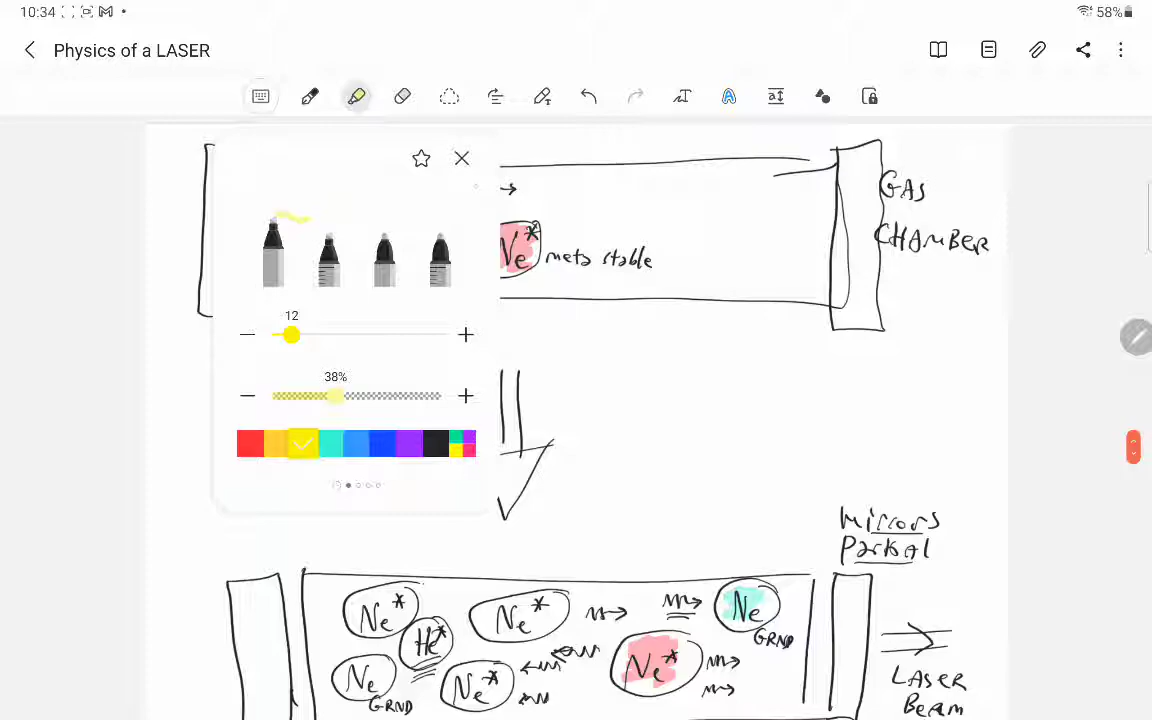 10:34
58%
Physics of a LASER
GAS
CHAMBER
Ne* meta stable
12
38%
Mirrors
Partial
Ne*
Ne*
Ne
GRND
He*
Ne*
Ne
GRND
Ne*
LASER
Beam